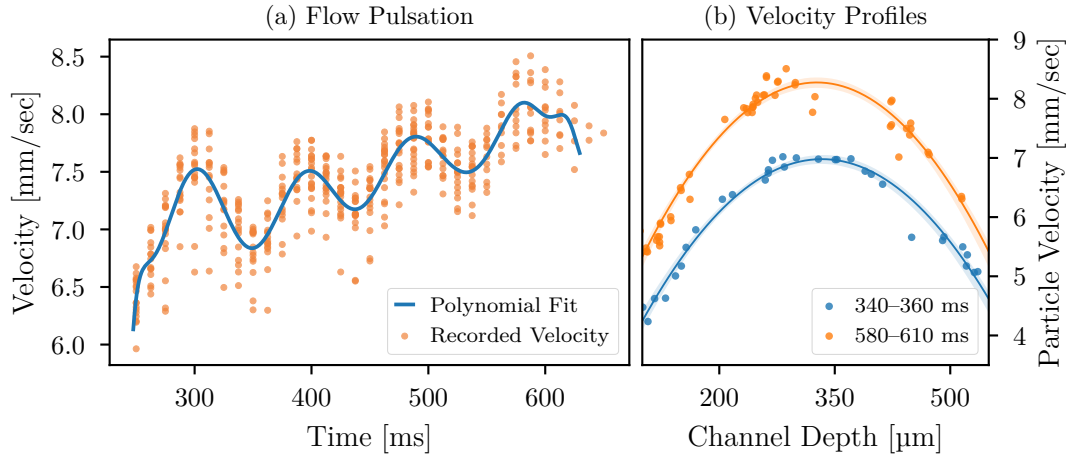 (a) Flow Pulsation
8.5
8.0
7.5
7.0
6.5
6.0
Velocity [mm/sec]
Polynomial Fit
Recorded Velocity
300
400
500
600
Time [ms]
(b) Velocity Profiles
9
8
7
6
5
4
Particle Velocity [mm/sec]
340–360 ms
580–610 ms
200
350
500
Channel Depth [µm]